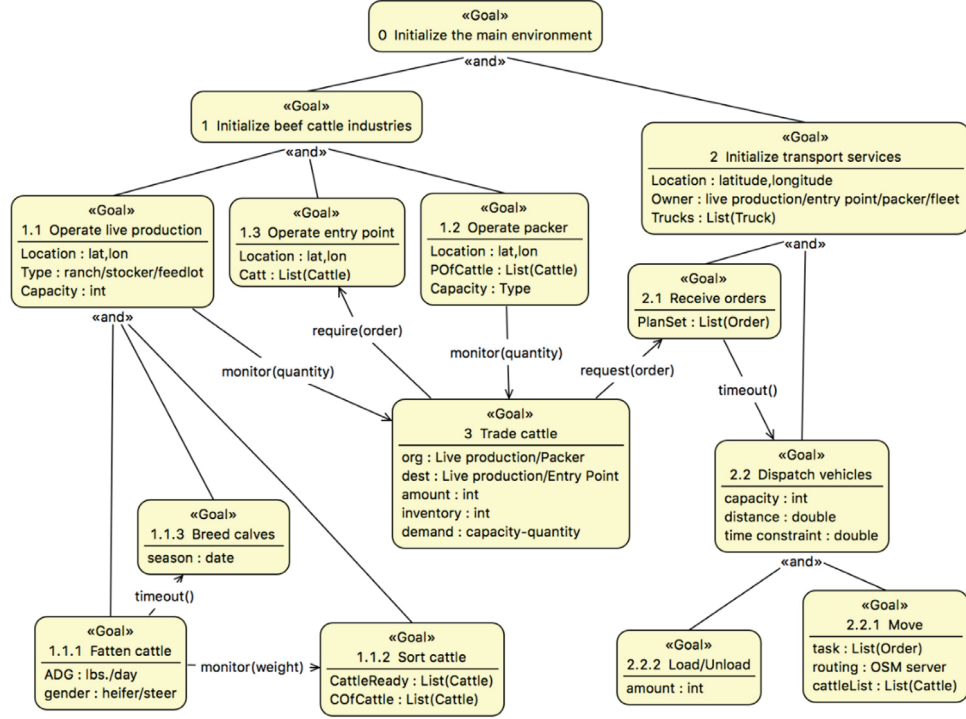 «Goal»
0 Initialize the main environment
«and»
«Goal»
1 Initialize beef cattle industries
«and»
«Goal»
2 Initialize transport services
Location : latitude,longitude
Owner : live production/entry point/packer/fleet
Trucks : List(Truck)
«and»
«Goal»
1.1 Operate live production
Location : lat,lon
Type : ranch/stocker/feedlot
Capacity : int
«and»
«Goal»
1.3 Operate entry point
Location : lat,lon
Catt : List(Cattle)
«Goal»
1.2 Operate packer
Location : lat,lon
POfCattle : List(Cattle)
Capacity : Type
«Goal»
2.1 Receive orders
PlanSet : List(Order)
require(order)
monitor(quantity)
monitor(quantity)
request(order)
timeout()
«Goal»
3 Trade cattle
org : Live production/Packer
dest : Live production/Entry Point
amount : int
inventory : int
demand : capacity-quantity
«Goal»
2.2 Dispatch vehicles
capacity : int
distance : double
time constraint : double
«and»
«Goal»
1.1.3 Breed calves
season : date
timeout()
«Goal»
1.1.1 Fatten cattle
ADG : lbs./day
gender : heifer/steer
monitor(weight)
«Goal»
1.1.2 Sort cattle
CattleReady : List(Cattle)
COfCattle : List(Cattle)
«Goal»
2.2.2 Load/Unload
amount : int
«Goal»
2.2.1 Move
task : List(Order)
routing : OSM server
cattleList : List(Cattle)